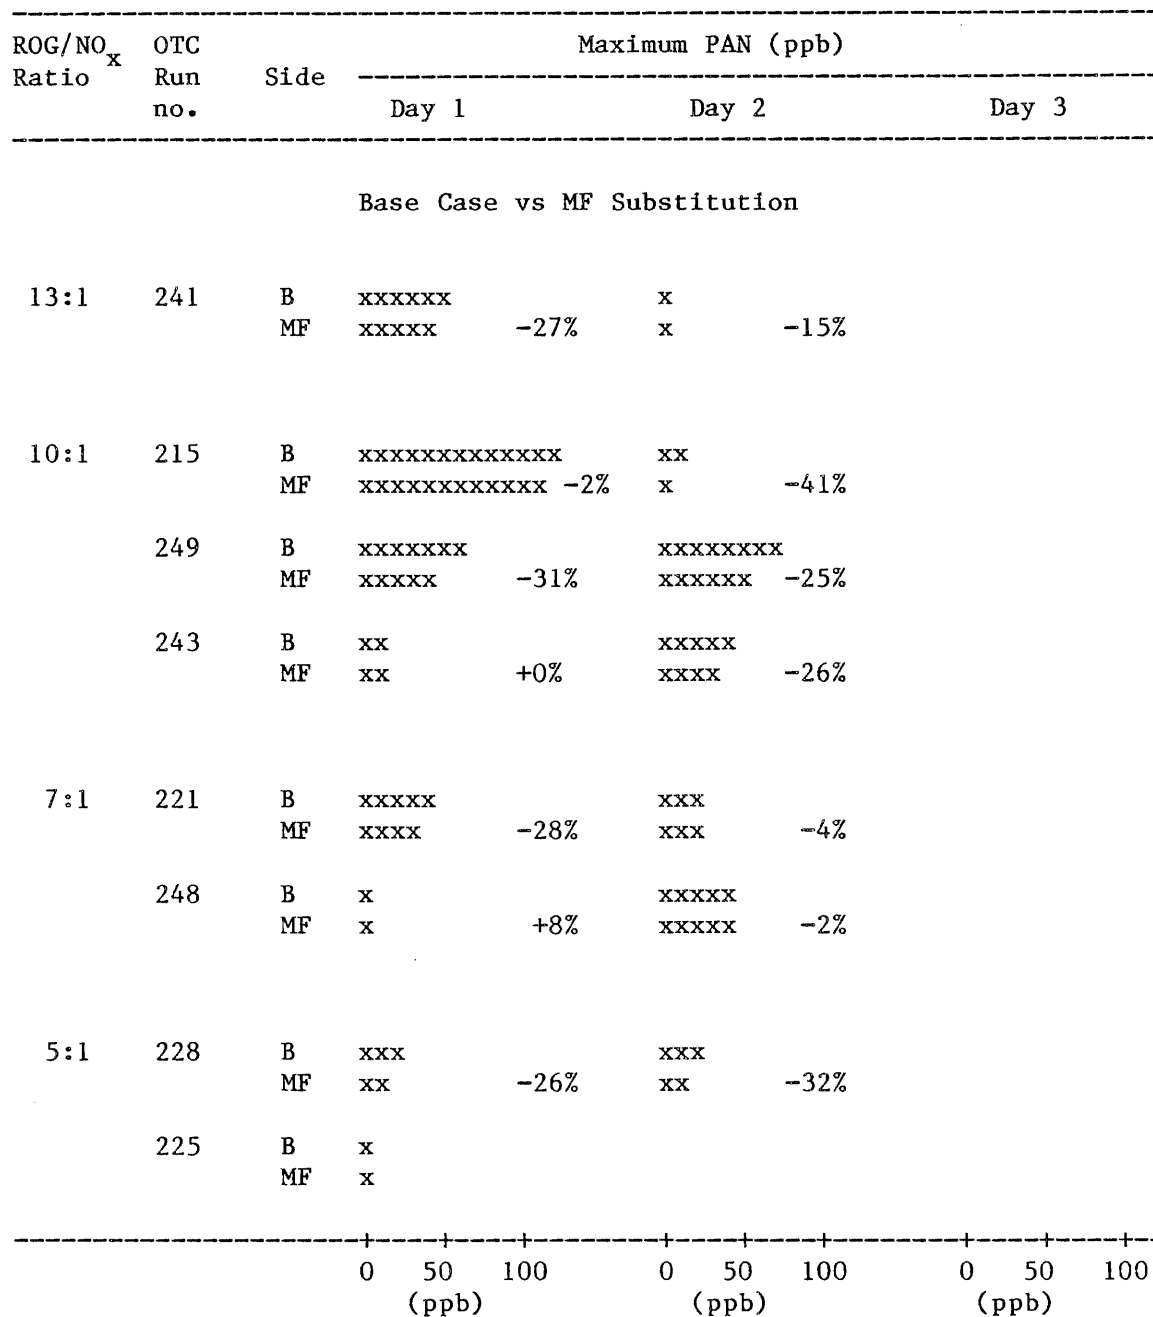 ROG/NOx OTC Maximum PAN (ppb)
Ratio Run Side
no. Day 1 Day 2 Day 3
Base Case vs MF Substitution
13:1 241 B xxxxxx x
MF xxxxx -27% x -15%
10:1 215 B xxxxxxxxxxxxx xx
MF xxxxxxxxxxxx -2% x -41%
249 B xxxxxxx xxxxxxxx
MF xxxxx -31% xxxxxx -25%
243 B xx xxxxx
MF xx +0% xxxx -26%
7:1 221 B xxxxx xxx
MF xxxx -28% xxx -4%
248 B x xxxxx
MF x +8% xxxxx -2%
5:1 228 B xxx xxx
MF xx -26% xx -32%
225 B x
MF x
0 50 100 0 50 100 0 50 100
(ppb) (ppb) (ppb)